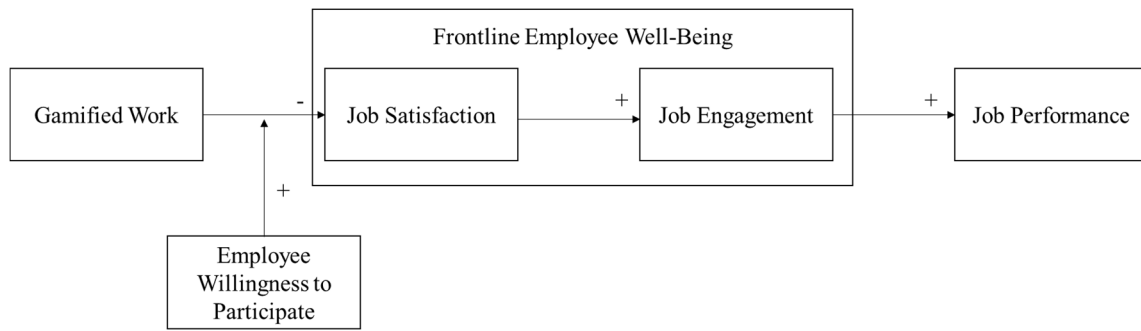 Frontline Employee Well-Being
Gamified Work
-
Job Satisfaction
+
Job Engagement
+
Job Performance
+
Employee
Willingness to
Participate